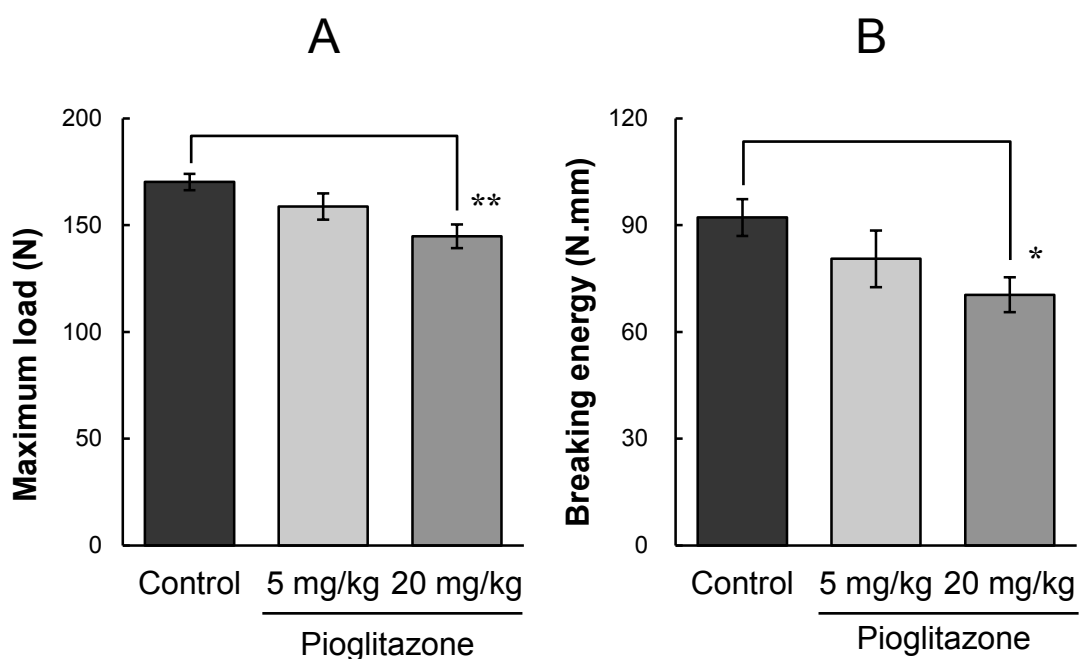 A
Maximum load (N)
200
150
100
50
0
**
Control 5 mg/kg 20 mg/kg
Pioglitazone
B
Breaking energy (N.mm)
120
90
60
30
0
*
Control 5 mg/kg 20 mg/kg
Pioglitazone